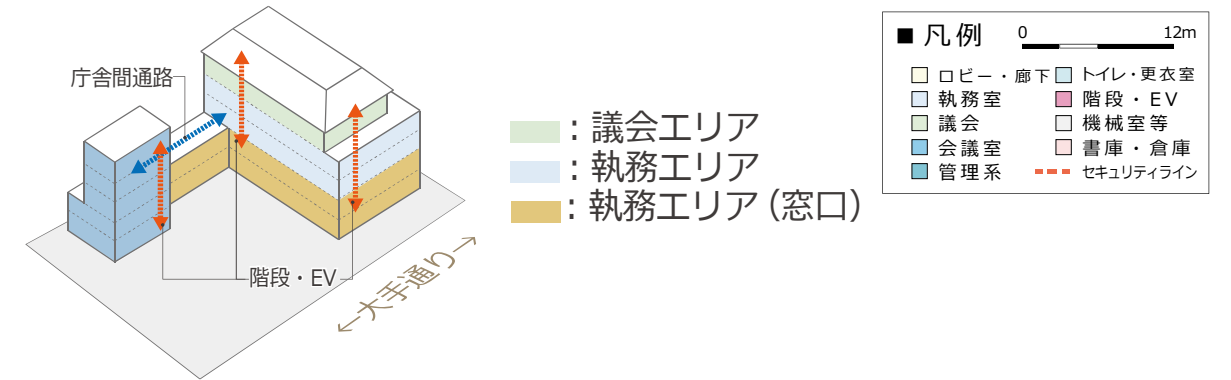 庁舎間通路
階段・EV
←大手通り→
：議会エリア
：執務エリア
：執務エリア（窓口）
■凡例 0 12m
ロビー・廊下 トイレ・更衣室
執務室 階段・EV
議会 機械室等
会議室 書庫・倉庫
管理系 セキュリティライン